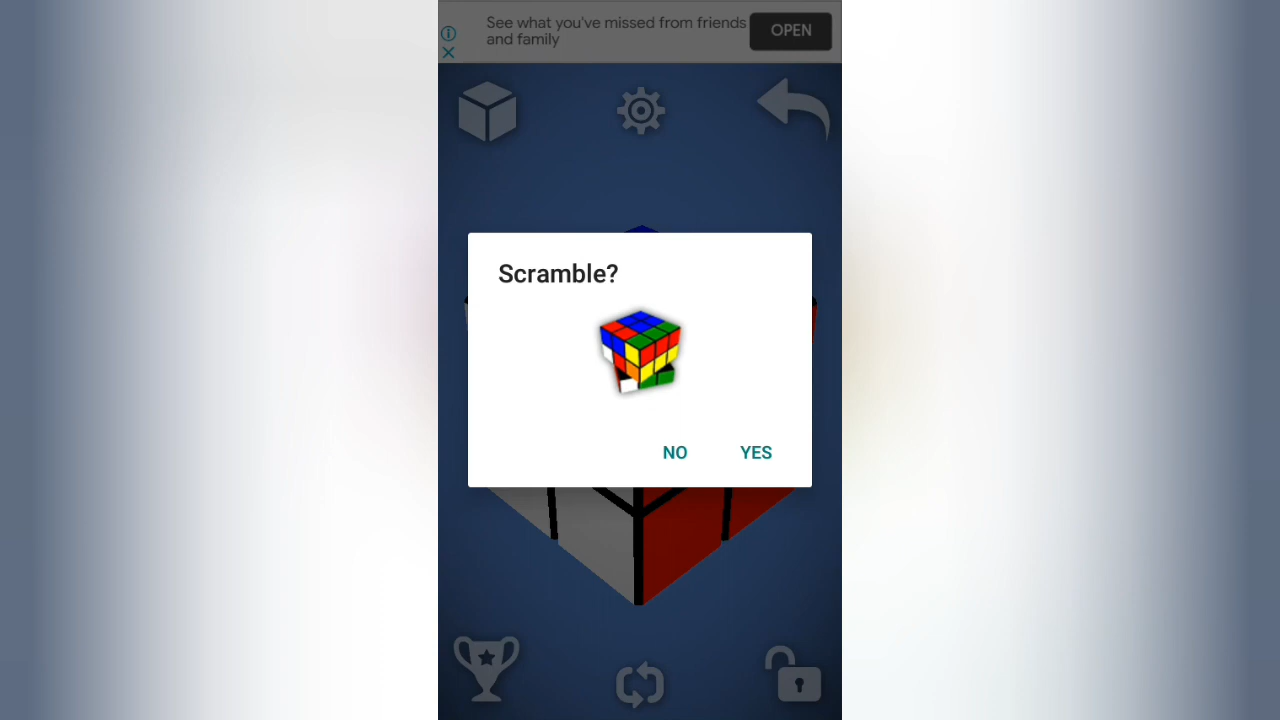 See what you've missed from friends
and family
OPEN
Scramble?
NO
YES